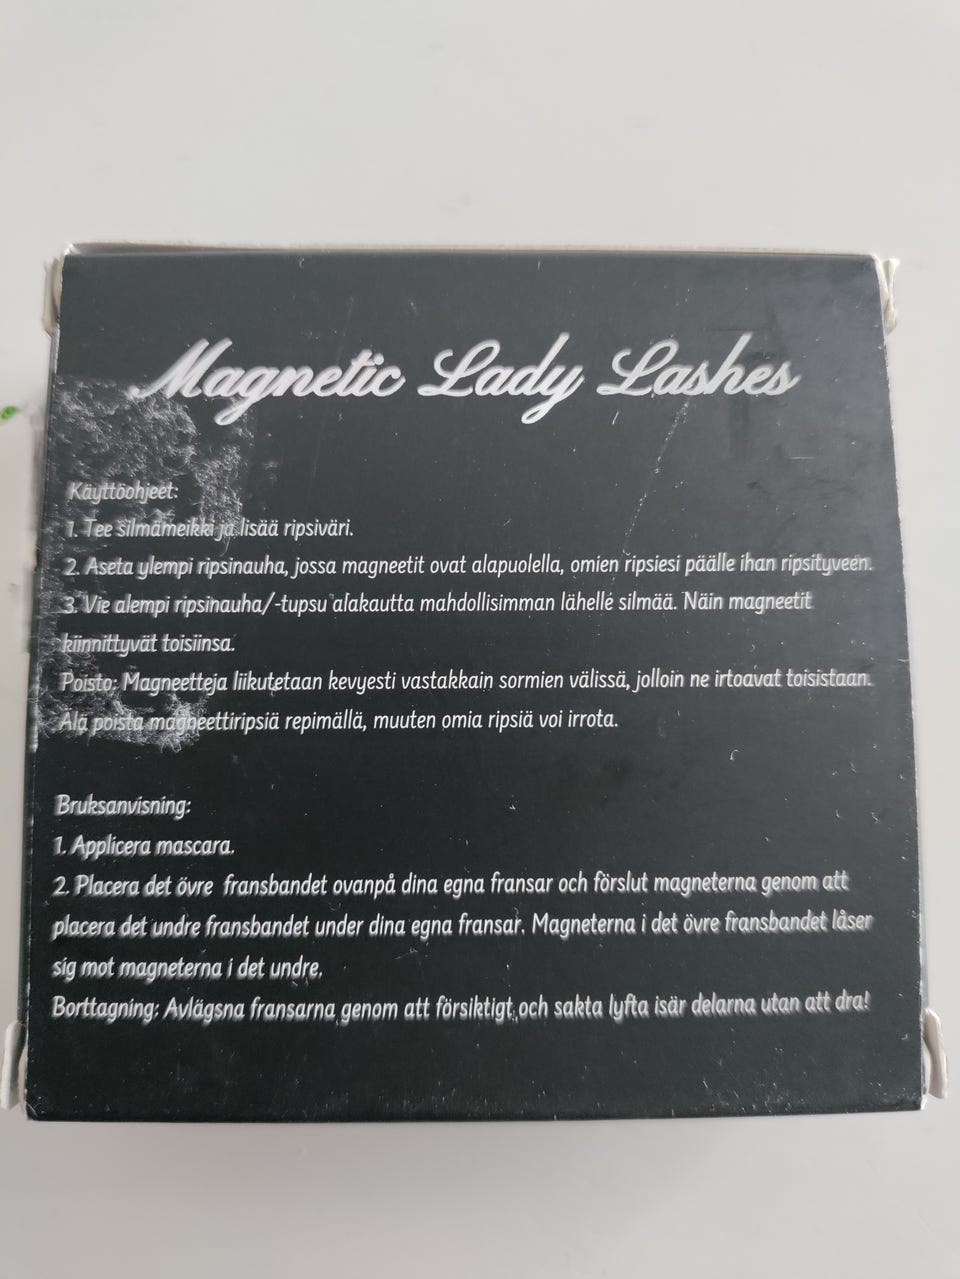 Magnetic Lady Lashes
Käyttöohjeet:
1. Tee silmämeikki ja lisää ripsiväri.
2. Aseta ylempi ripsinauha, jossa magneetit ovat alapuolella, omien ripsiesi päälle ihan ripsityveen.
3. Vie alempi ripsinauha/-tupsu alakautta mahdollisimman lähelle silmää. Näin magneetit
kiinnittyvät toisiinsa.
Poisto: Magneetteja liikutetaan kevyesti vastakkain sormien välissä, jolloin ne irtoavat toisistaan.
Älä poista magneettiripsiä repimällä, muuten omia ripsiä voi irrota.
Bruksanvisning:
1. Applicera mascara.
2. Placera det övre fransbandet ovanpå dina egna fransar och förslut magneterna genom att
placera det undre fransbandet under dina egna fransar. Magneterna i det övre fransbandet låser
sig mot magneterna i det undre.
Borttagning: Avlägsna fransarna genom att försiktigt och sakta lyfta isär delarna utan att dra!